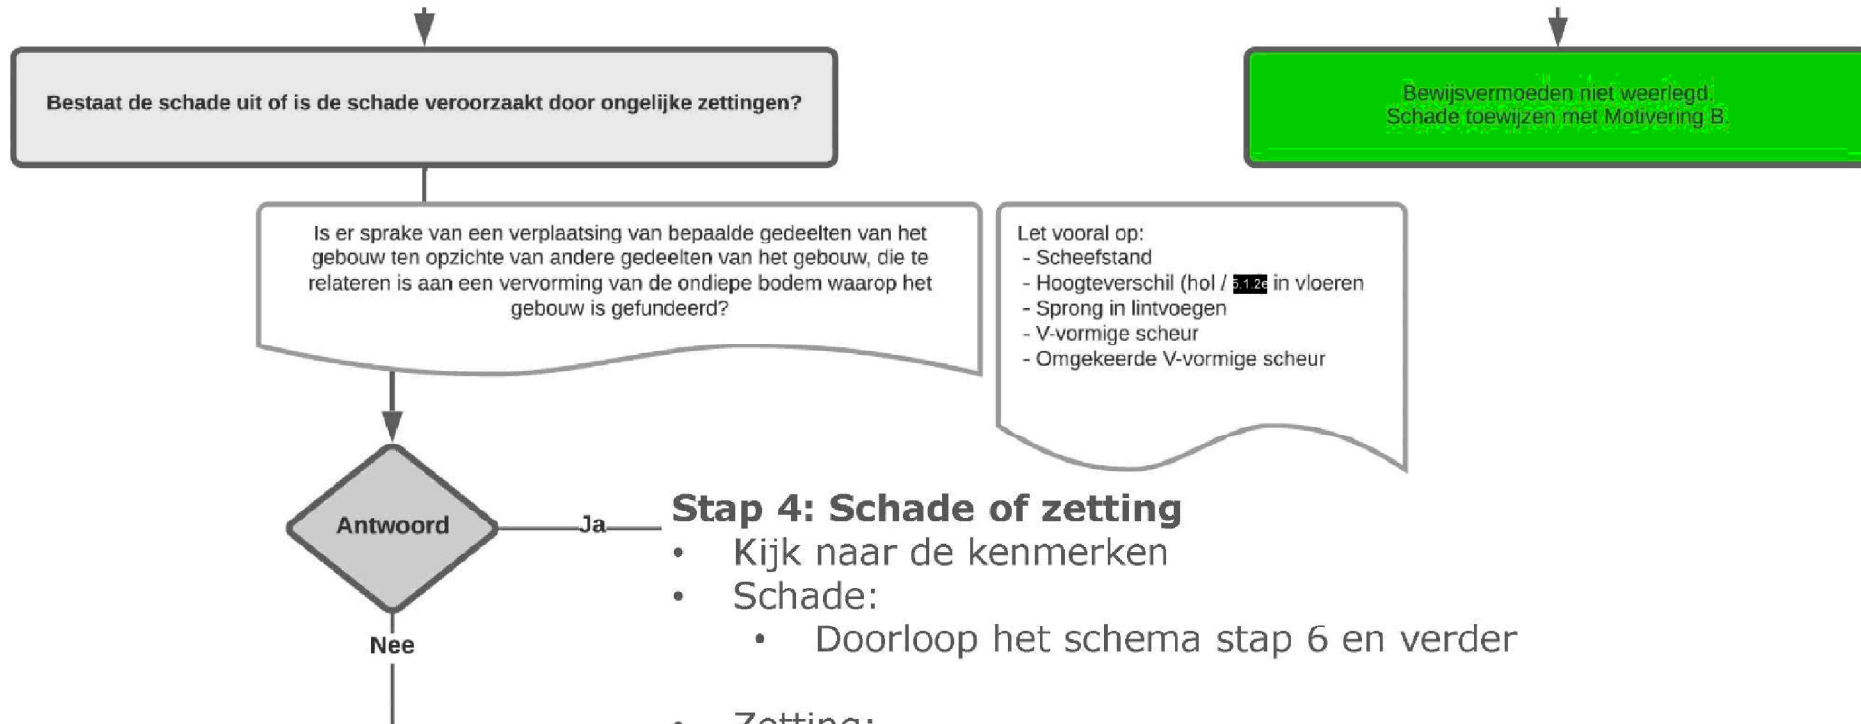 Bestaat de schade uit of is de schade veroorzaakt door ongelijke zettingen?
Bewijsvermoeden niet weerlegd.
Schade toewijzen met Motivering B.
Is er sprake van een verplaatsing van bepaalde gedeelten van het
gebouw ten opzichte van andere gedeelten van het gebouw, die te
relateren is aan een vervorming van de ondiepe bodem waarop het
gebouw is gefundeerd?
Let vooral op:
- Scheefstand
- Hoogteverschil (hol / 5.1.2e in vloeren
- Sprong in lintvoegen
- V-vormige scheur
- Omgekeerde V-vormige scheur
Antwoord
Ja
Nee
Stap 4: Schade of zetting
• Kijk naar de kenmerken
• Schade:
• Doorloop het schema stap 6 en verder
• Zetting: